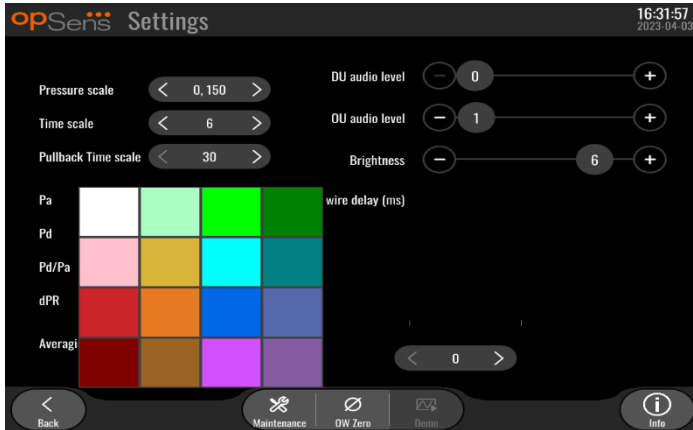 opSens Settings
16:31:57
2023-04-03
Pressure scale < 0,150 >
Time scale < 6 >
Pullback Time scale < 30 >
DU audio level - 0 +
OU audio level - 1 +
Brightness - 6 +
Pa
Pd
Pd/Pa
dPR
Averagi
wire delay (ms)
< 0 >
< Back
Maintenance
OW Zero
Demo
Info